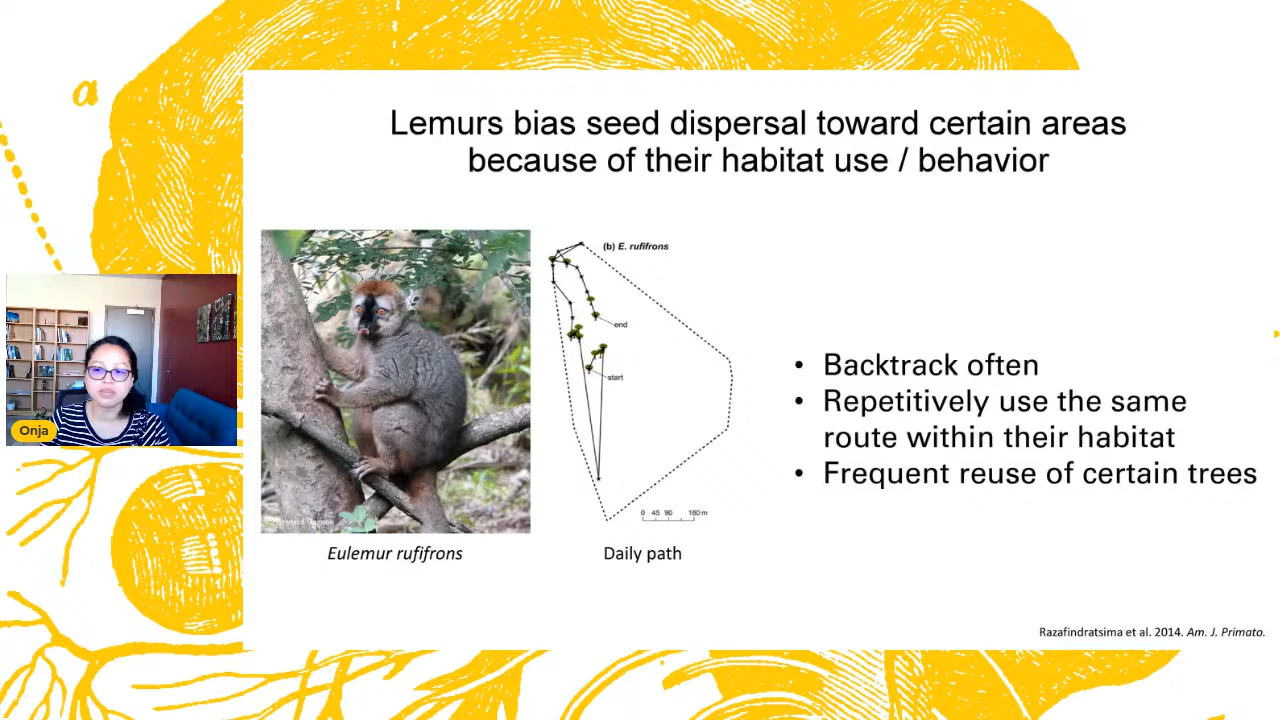 a
Lemurs bias seed dispersal toward certain areas
because of their habitat use / behavior
Onja
Bernard Gagnon
(b) E. rufifrons
end
start
0 45 90 180 m
Eulemur rufifrons
Daily path
• Backtrack often
• Repetitively use the same
route within their habitat
• Frequent reuse of certain trees
Razafindratsima et al. 2014. Am. J. Primato.